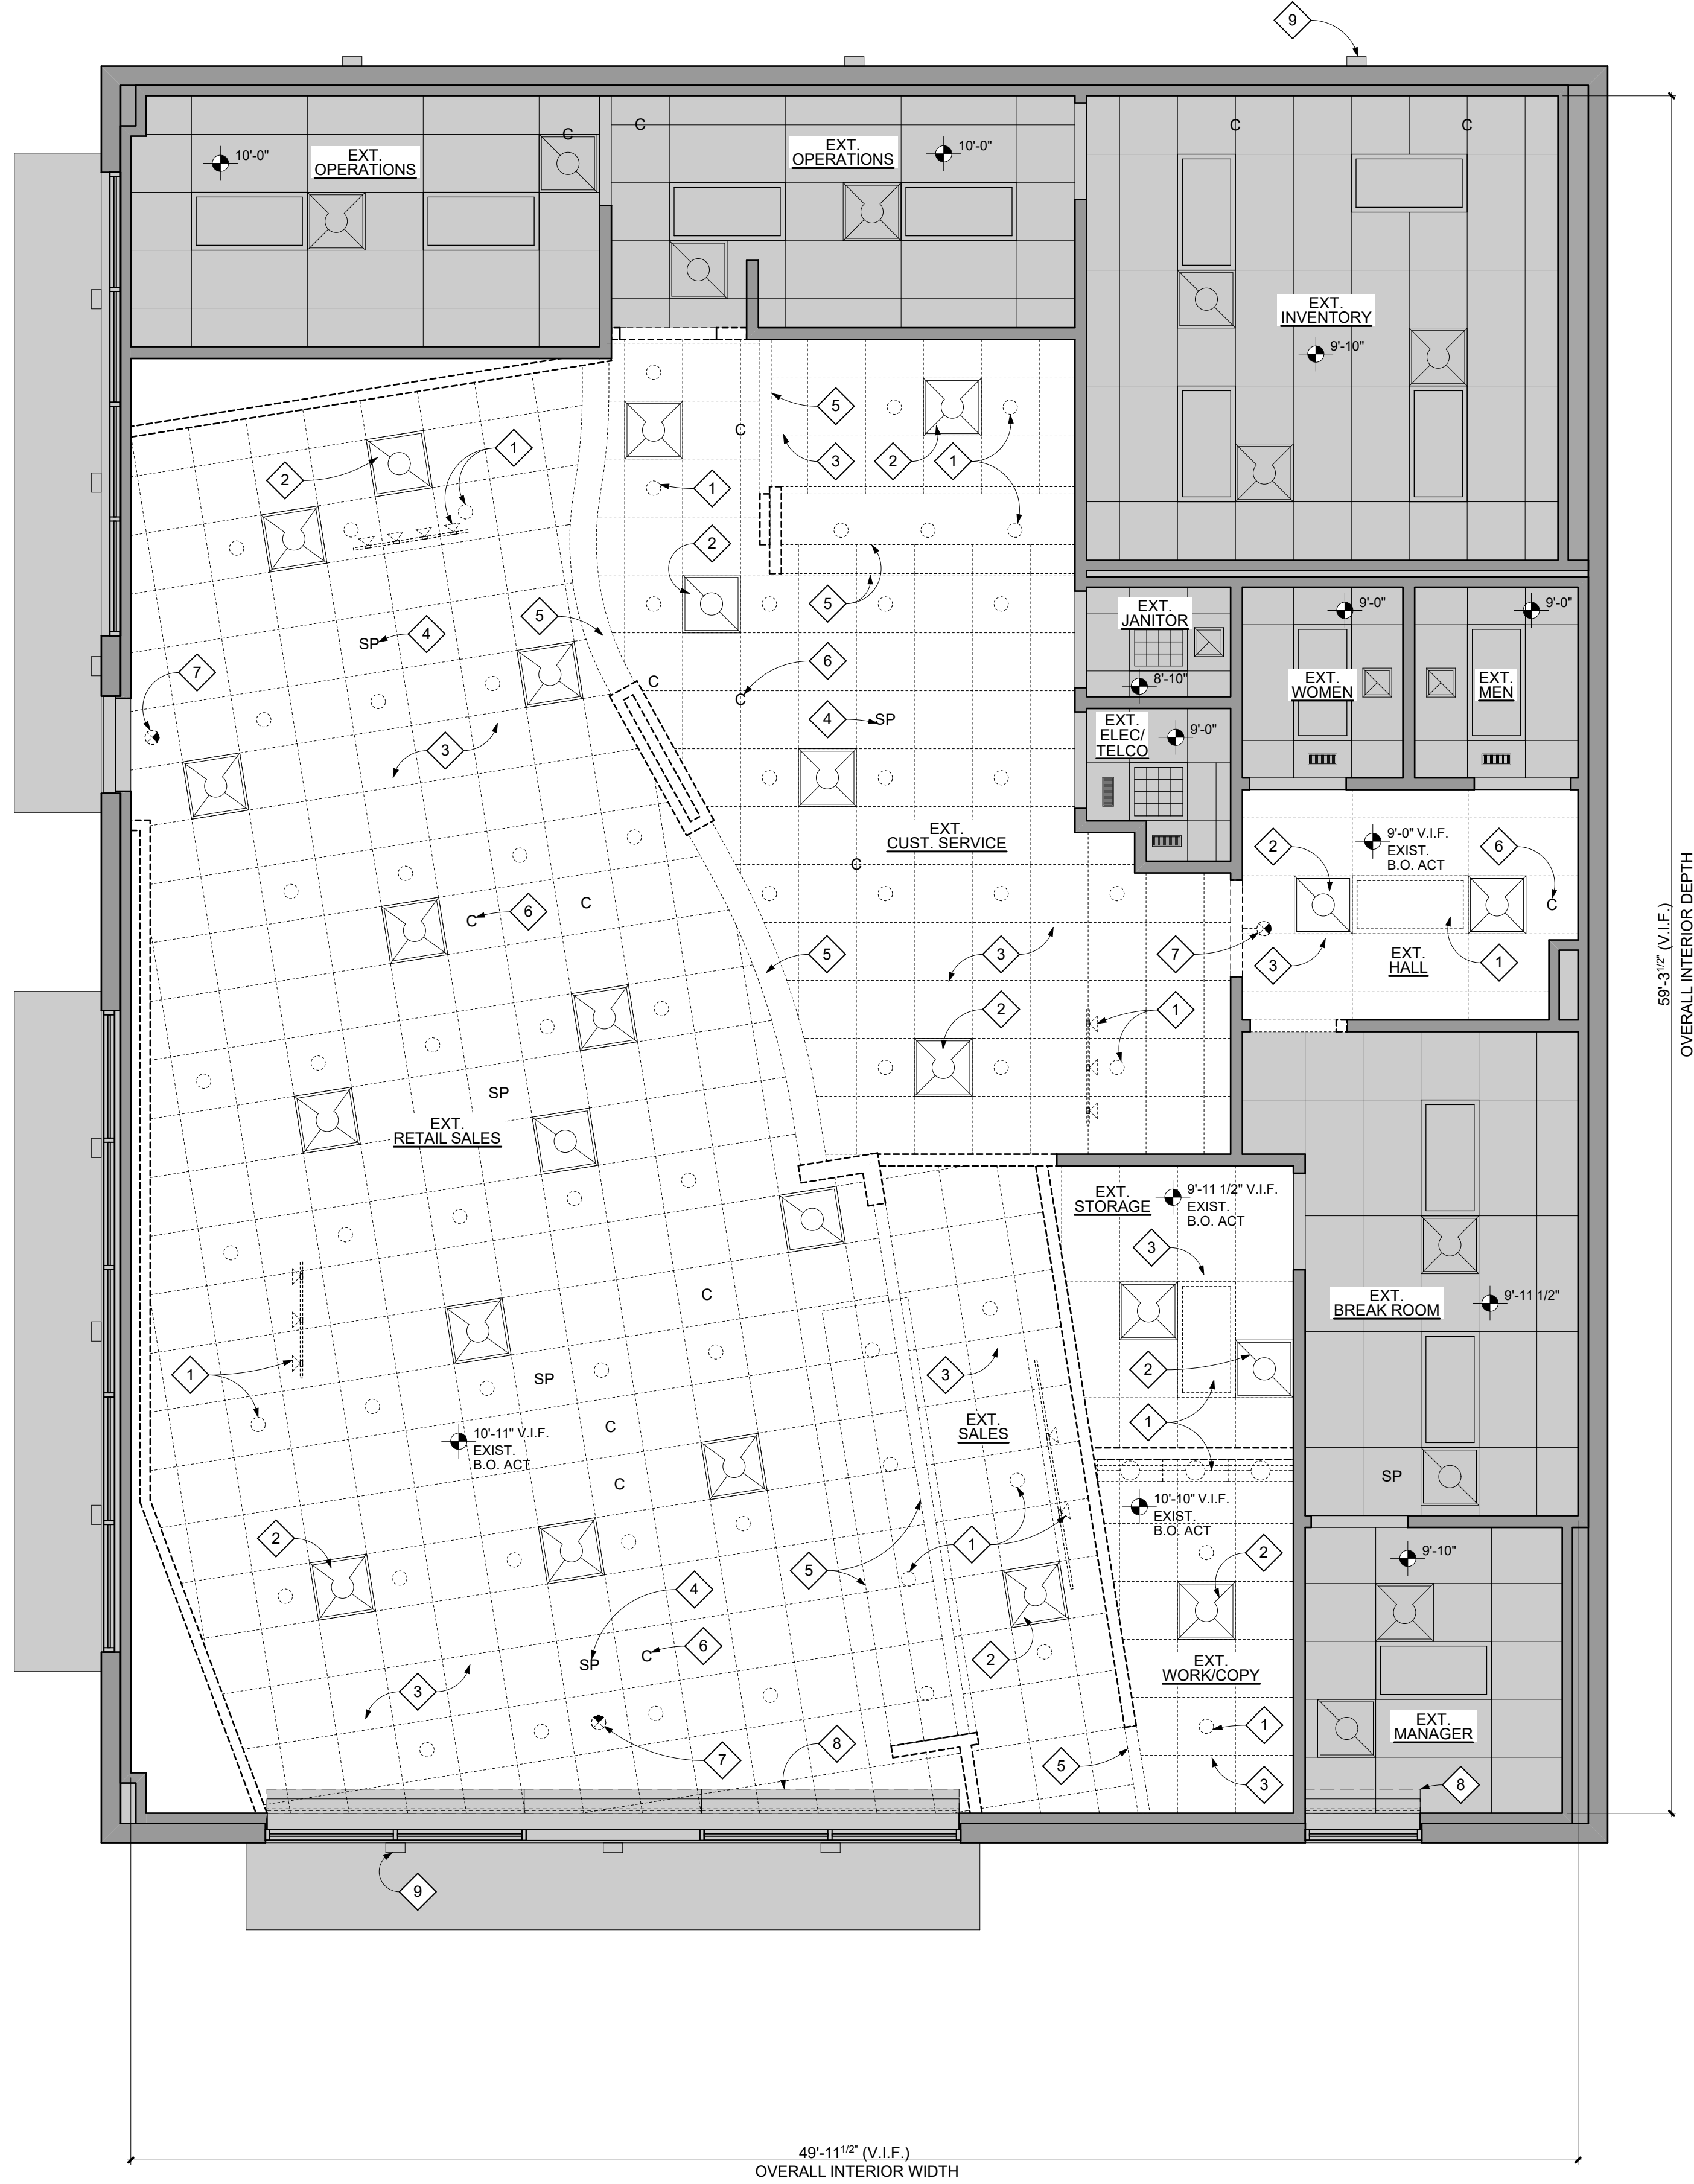 9
C
C
C
C
10'-0"
EXT.
OPERATIONS
EXT.
OPERATIONS
10'-0"
EXT.
INVENTORY
9'-10"
5
C
1
2
3
2
1
1
2
EXT.
JANITOR
9'-0"
9'-0"
5
5
4
SP
6
C
C
7
8'-10"
EXT.
WOMEN
EXT.
MEN
4
SP
EXT.
ELEC/
TELCO
9'-0"
3
EXT.
CUST. SERVICE
9'-0" V.I.F.
EXIST.
B.O. ACT
2
6
C
C
6
C
C
5
3
7
3
EXT.
HALL
1
2
1
59'-3 1/2" (V.I.F.)
OVERALL INTERIOR DEPTH
SP
EXT.
RETAIL SALES
EXT.
STORAGE
9'-11 1/2" V.I.F.
EXIST.
B.O. ACT
3
C
EXT.
BREAK ROOM
9'-11 1/2"
1
SP
3
2
C
EXT.
SALES
1
10'-11" V.I.F.
EXIST.
B.O. ACT
C
SP
10'-10" V.I.F.
EXIST.
B.O. ACT
2
1
2
9'-10"
5
4
6
C
SP
2
EXT.
WORK/COPY
3
1
EXT.
MANAGER
7
8
5
3
8
9
49'-11 1/2" (V.I.F.)
OVERALL INTERIOR WIDTH